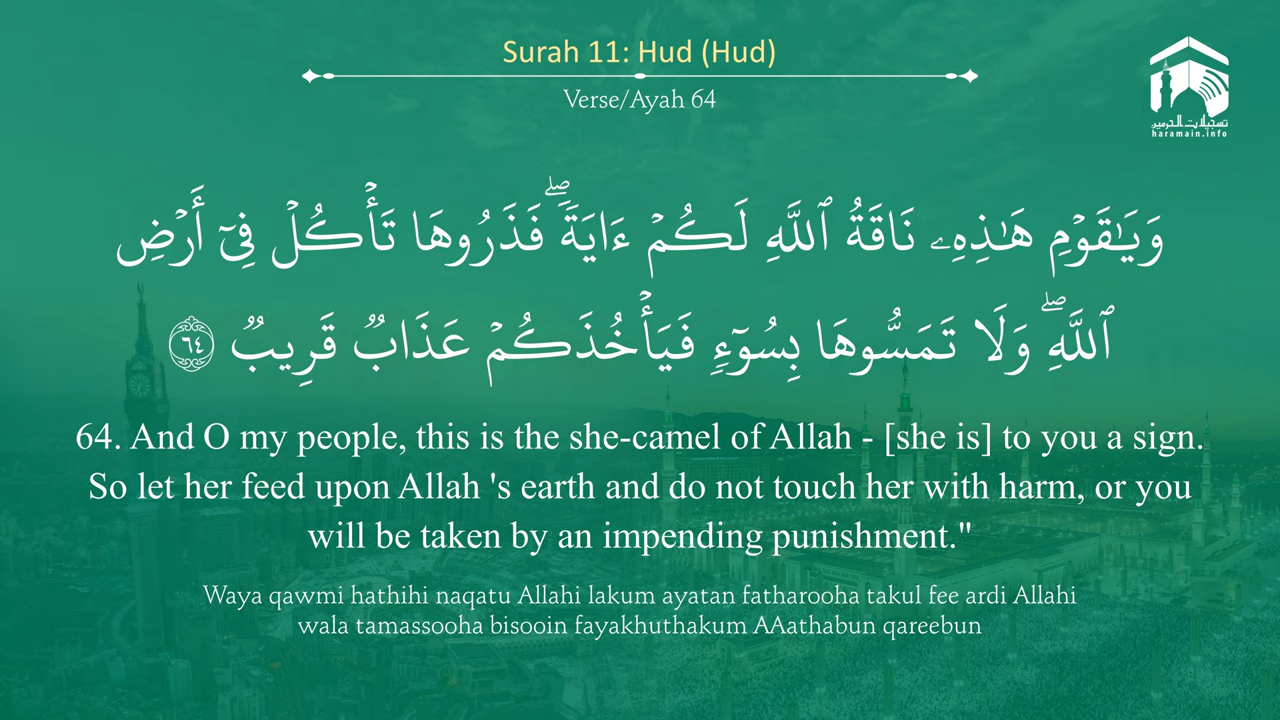 Surah 11: Hud (Hud)
Verse/Ayah 64
تسجيلات الحرمين
haramain.info
وَيَـٰقَوْمِ هَـٰذِهِۦ نَاقَةُ ٱللَّهِ لَكُمْ ءَايَةًۖ فَذَرُوهَا تَأْكُلْ فِىٓ أَرْضِ
ٱللَّهِۖ وَلَا تَمَسُّوهَا بِسُوٓءٍ فَيَأْخُذَكُمْ عَذَابٌ قَرِيبٌ ٦٤
64. And O my people, this is the she-camel of Allah - [she is] to you a sign.
So let her feed upon Allah 's earth and do not touch her with harm, or you
will be taken by an impending punishment."
Waya qawmi hathihi naqatu Allahi lakum ayatan fatharooha takul fee ardi Allahi
wala tamassooha bisooin fayakhuthakum AAathabun qareebun